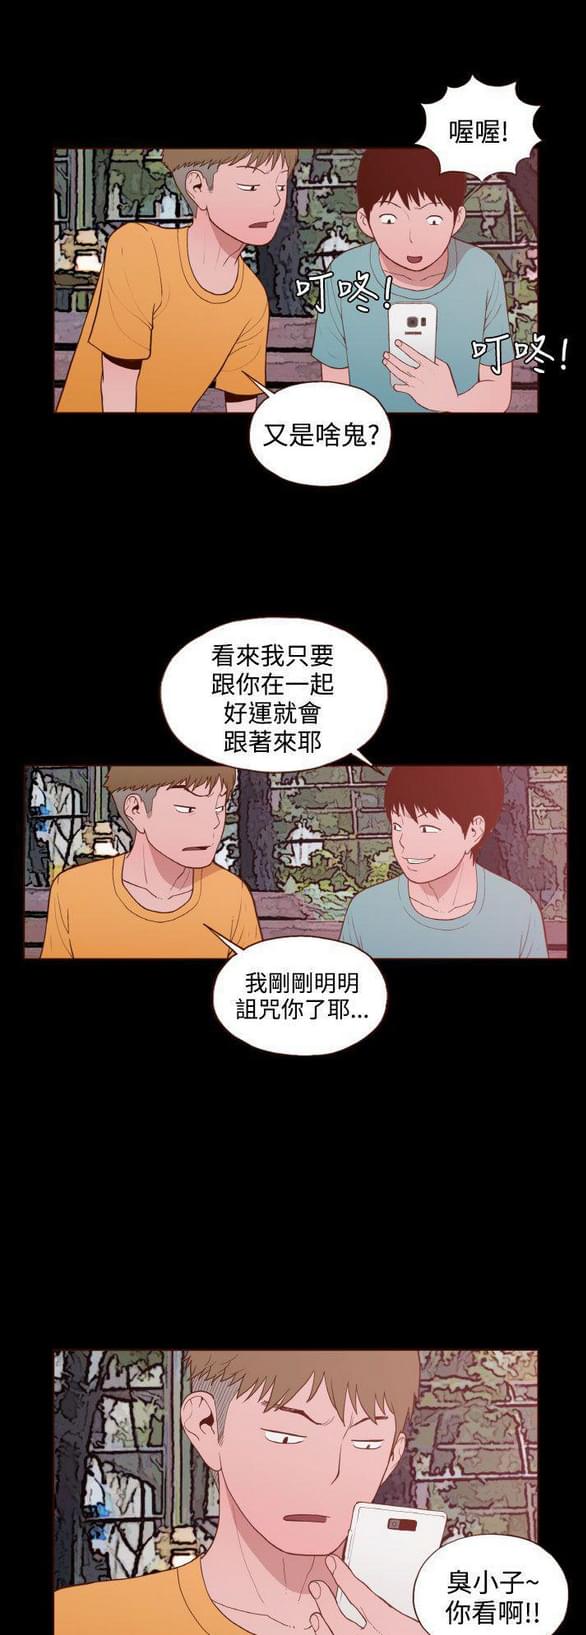 喔喔!
叮咚!
叮咚!
又是啥鬼?
看來我只要
跟你在一起
好運就會
跟著來耶
我剛剛明明
詛咒你了耶...
臭小子~
你看啊!!